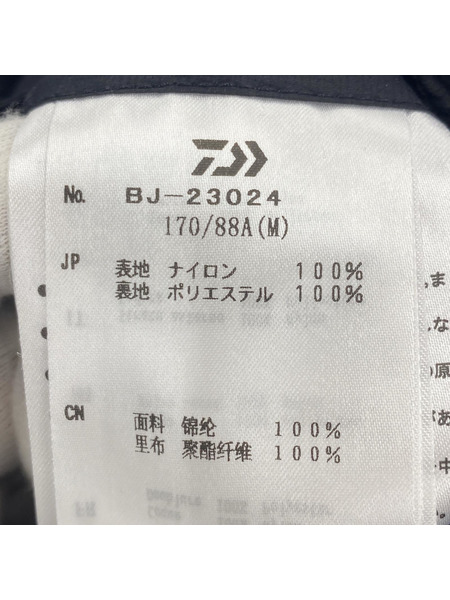 No. BJ-23024
170/88A(M)
JP
表地 ナイロン 100%
裏地 ポリエステル 100%
CN
面料 锦纶 100%
里布 聚酯纤维 100%